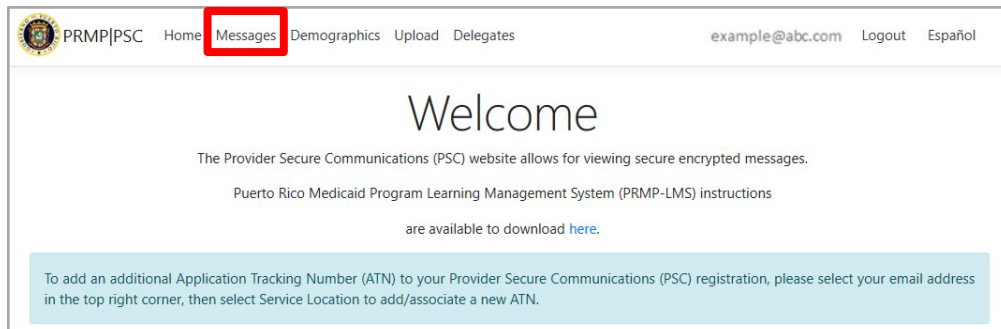 PRMP|PSC Home Messages Demographics Upload Delegates example@abc.com Logout Español
Welcome
The Provider Secure Communications (PSC) website allows for viewing secure encrypted messages.
Puerto Rico Medicaid Program Learning Management System (PRMP-LMS) instructions
are available to download here.
To add an additional Application Tracking Number (ATN) to your Provider Secure Communications (PSC) registration, please select your email address
in the top right corner, then select Service Location to add/associate a new ATN.